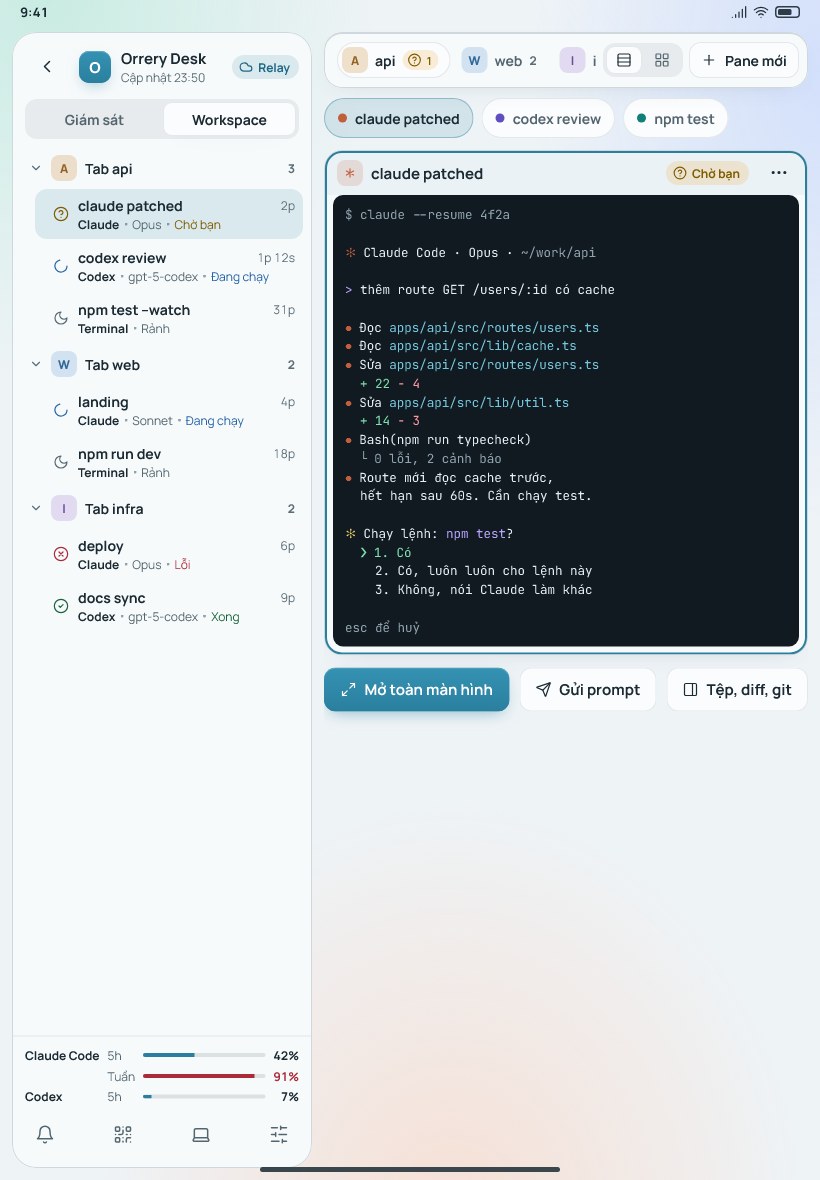 9:41
O
Orrery Desk
Cập nhật 23:50
Relay
Giám sát
Workspace
A Tab api 3
claude patched 2p
Claude • Opus • Chờ bạn
codex review 1p 12s
Codex • gpt-5-codex • Đang chạy
npm test –watch 31p
Terminal • Rảnh
W Tab web 2
landing 4p
Claude • Sonnet • Đang chạy
npm run dev 18p
Terminal • Rảnh
I Tab infra 2
deploy 6p
Claude • Opus • Lỗi
docs sync 9p
Codex • gpt-5-codex • Xong
Claude Code 5h 42%
Tuần 91%
Codex 5h 7%
A api 1 W web 2 I i + Pane mới
claude patched codex review npm test
claude patched Chờ bạn
$ claude --resume 4f2a
✻ Claude Code · Opus · ~/work/api
> thêm route GET /users/:id có cache
● Đọc apps/api/src/routes/users.ts
● Đọc apps/api/src/lib/cache.ts
● Sửa apps/api/src/routes/users.ts
+ 22 - 4
● Sửa apps/api/src/lib/util.ts
+ 14 - 3
● Bash(npm run typecheck)
└ 0 lỗi, 2 cảnh báo
● Route mới đọc cache trước,
hết hạn sau 60s. Cần chạy test.
✻ Chạy lệnh: npm test?
❯ 1. Có
2. Có, luôn luôn cho lệnh này
3. Không, nói Claude làm khác
esc để huỷ
Mở toàn màn hình
Gửi prompt
Tệp, diff, git